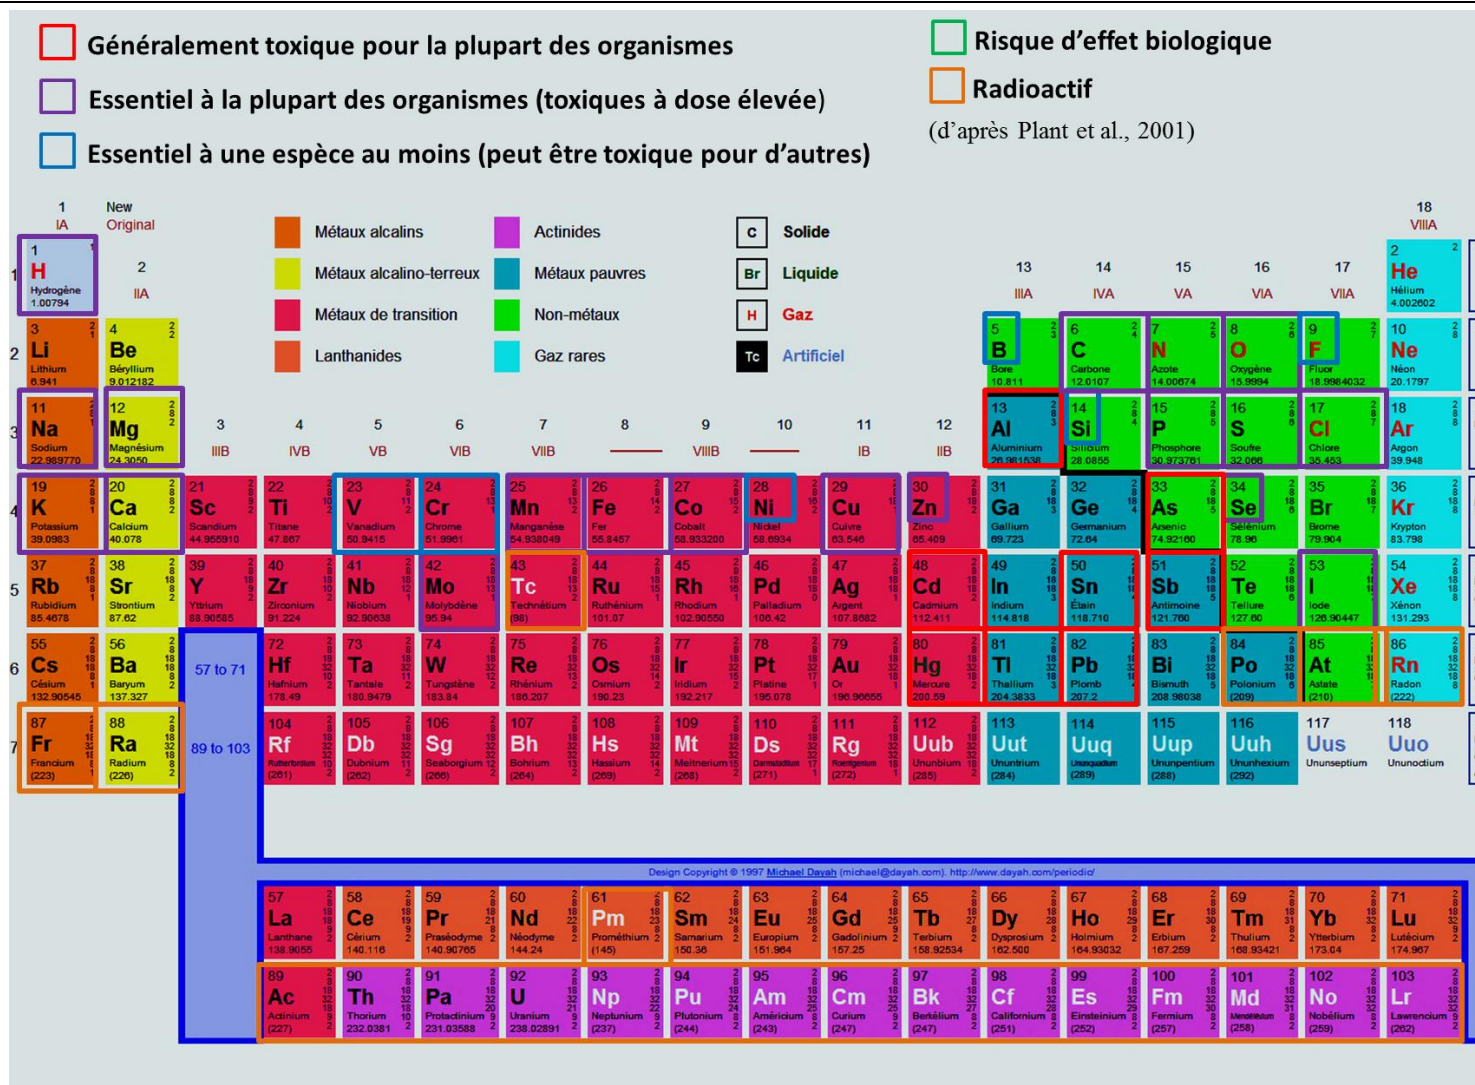 Généralement toxique pour la plupart des organismes
Essentiel à la plupart des organismes (toxiques à dose élevée)
Essentiel à une espèce au moins (peut être toxique pour d'autres)
Risque d'effet biologique
Radioactif
(d'après Plant et al., 2001)
1 New 18
IA Original VIIIA
Métaux alcalins Actinides C Solide
Métaux alcalino-terreux Métaux pauvres Br Liquide
Métaux de transition Non-métaux H Gaz
Lanthanides Gaz rares Tc Artificiel
2 13 14 15 16 17
IIA IIIA IVA VA VIA VIIA
3 4 5 6 7 8 9 10 11 12
IIIB IVB VB VIB VIIB VIIIB IB IIB
1
1 H Hydrogène 1.00794
2 He Hélium 4.002602
2
3 Li Lithium 6.941
4 Be Béryllium 9.012182
5 B Bore 10.811
6 C Carbone 12.0107
7 N Azote 14.00674
8 O Oxygène 15.9994
9 F Fluor 18.9984032
10 Ne Néon 20.1797
3
11 Na Sodium 22.989770
12 Mg Magnésium 24.3050
13 Al Aluminium 26.981538
14 Si Silicium 28.0855
15 P Phosphore 30.973761
16 S Soufre 32.066
17 Cl Chlore 35.453
18 Ar Argon 39.948
4
19 K Potassium 39.0983
20 Ca Calcium 40.078
21 Sc Scandium 44.955910
22 Ti Titane 47.867
23 V Vanadium 50.9415
24 Cr Chrome 51.9961
25 Mn Manganèse 54.938049
26 Fe Fer 55.8457
27 Co Cobalt 58.933200
28 Ni Nickel 58.6934
29 Cu Cuivre 63.546
30 Zn Zinc 65.409
31 Ga Gallium 69.723
32 Ge Germanium 72.64
33 As Arsenic 74.92160
34 Se Sélénium 78.96
35 Br Brome 79.904
36 Kr Krypton 83.798
5
37 Rb Rubidium 85.4678
38 Sr Strontium 87.62
39 Y Yttrium 88.90585
40 Zr Zirconium 91.224
41 Nb Niobium 92.90638
42 Mo Molybdène 95.94
43 Tc Technétium (98)
44 Ru Ruthénium 101.07
45 Rh Rhodium 102.90550
46 Pd Palladium 106.42
47 Ag Argent 107.8682
48 Cd Cadmium 112.411
49 In Indium 114.818
50 Sn Étain 118.710
51 Sb Antimoine 121.760
52 Te Tellure 127.60
53 I Iode 126.90447
54 Xe Xénon 131.293
6
55 Cs Césium 132.90545
56 Ba Baryum 137.327
57 to 71
72 Hf Hafnium 178.49
73 Ta Tantale 180.9479
74 W Tungstène 183.84
75 Re Rhénium 186.207
76 Os Osmium 190.23
77 Ir Iridium 192.217
78 Pt Platine 195.078
79 Au Or 196.96655
80 Hg Mercure 200.59
81 Tl Thallium 204.3833
82 Pb Plomb 207.2
83 Bi Bismuth 208.98038
84 Po Polonium (209)
85 At Astate (210)
86 Rn Radon (222)
7
87 Fr Francium (223)
88 Ra Radium (226)
89 to 103
104 Rf Rutherfordium (261)
105 Db Dubnium (262)
106 Sg Seaborgium (266)
107 Bh Bohrium (264)
108 Hs Hassium (269)
109 Mt Meitnerium (268)
110 Ds Darmstadtium (271)
111 Rg Roentgenium (272)
112 Uub Ununbium (285)
113 Uut Ununtrium (284)
114 Uuq Ununquadium (289)
115 Uup Ununpentium (288)
116 Uuh Ununhexium (292)
117 Uus Ununseptium
118 Uuo Ununoctium
Design Copyright © 1997 Michael Dayah (michael@dayah.com). http://www.dayah.com/periodic/
57 La Lanthane 138.9055
58 Ce Cérium 140.116
59 Pr Praséodyme 140.90765
60 Nd Néodyme 144.24
61 Pm Prométhium (145)
62 Sm Samarium 150.36
63 Eu Europium 151.964
64 Gd Gadolinium 157.25
65 Tb Terbium 158.92534
66 Dy Dysprosium 162.500
67 Ho Holmium 164.93032
68 Er Erbium 167.259
69 Tm Thulium 168.93421
70 Yb Ytterbium 173.04
71 Lu Lutécium 174.967
89 Ac Actinium (227)
90 Th Thorium 232.0381
91 Pa Protactinium 231.03588
92 U Uranium 238.02891
93 Np Neptunium (237)
94 Pu Plutonium (244)
95 Am Américium (243)
96 Cm Curium (247)
97 Bk Berkélium (247)
98 Cf Californium (251)
99 Es Einsteinium (252)
100 Fm Fermium (257)
101 Md Mendélévium (258)
102 No Nobélium (259)
103 Lr Lawrencium (262)